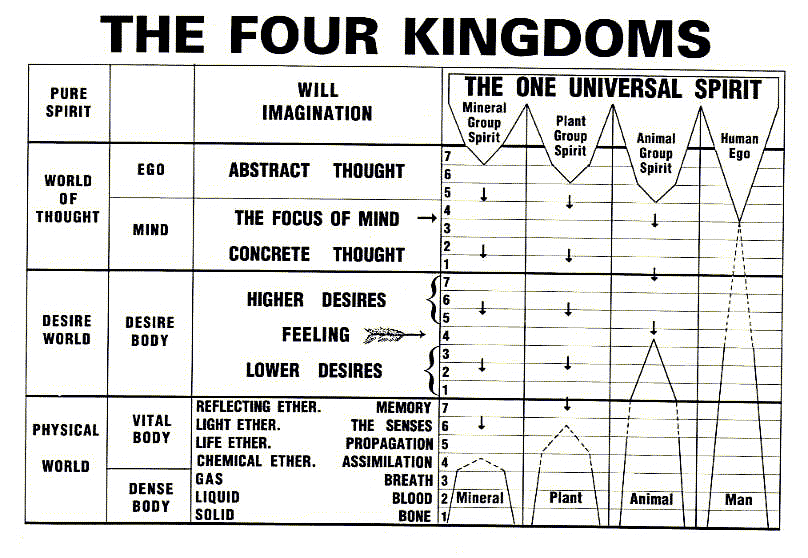 THE FOUR KINGDOMS
PURE
SPIRIT
WILL
IMAGINATION
THE ONE UNIVERSAL SPIRIT
Mineral
Group
Spirit
Plant
Group
Spirit
Animal
Group
Spirit
Human
Ego
WORLD
OF
THOUGHT
EGO
MIND
ABSTRACT THOUGHT
THE FOCUS OF MIND
CONCRETE THOUGHT
7
6
5
4
3
2
1
DESIRE
WORLD
DESIRE
BODY
HIGHER DESIRES
FEELING
LOWER DESIRES
7
6
5
4
3
2
1
PHYSICAL
WORLD
VITAL
BODY
DENSE
BODY
REFLECTING ETHER. MEMORY 7
LIGHT ETHER. THE SENSES 6
LIFE ETHER. PROPAGATION 5
CHEMICAL ETHER. ASSIMILATION 4
GAS BREATH 3
LIQUID BLOOD 2
SOLID BONE 1
Mineral Plant Animal Man